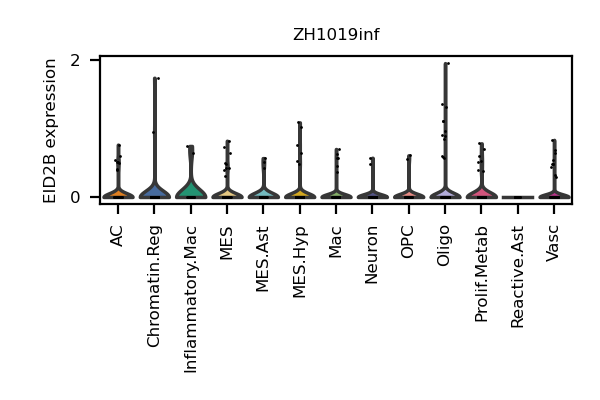 ZH1019inf
EID2B expression
2
0
AC
Chromatin.Reg
Inflammatory.Mac
MES
MES.Ast
MES.Hyp
Mac
Neuron
OPC
Oligo
Prolif.Metab
Reactive.Ast
Vasc